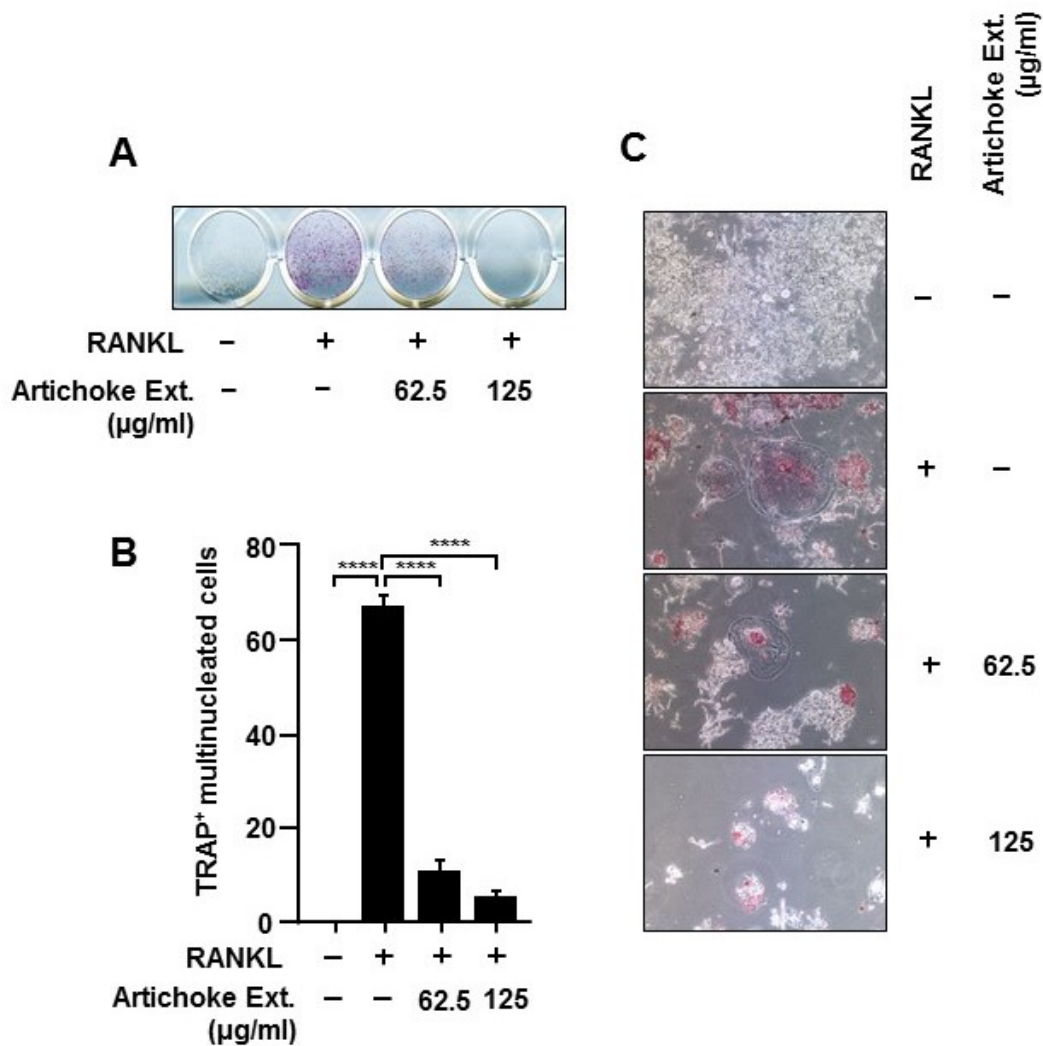 A
RANKL − + + +
Artichoke Ext. − − 62.5 125
(µg/ml)
B
TRAP⁺ multinucleated cells
80
60
40
20
0
**** **** ****
RANKL − + + +
Artichoke Ext. − − 62.5 125
(µg/ml)
C
RANKL
Artichoke Ext.
(µg/ml)
− −
+ −
+ 62.5
+ 125